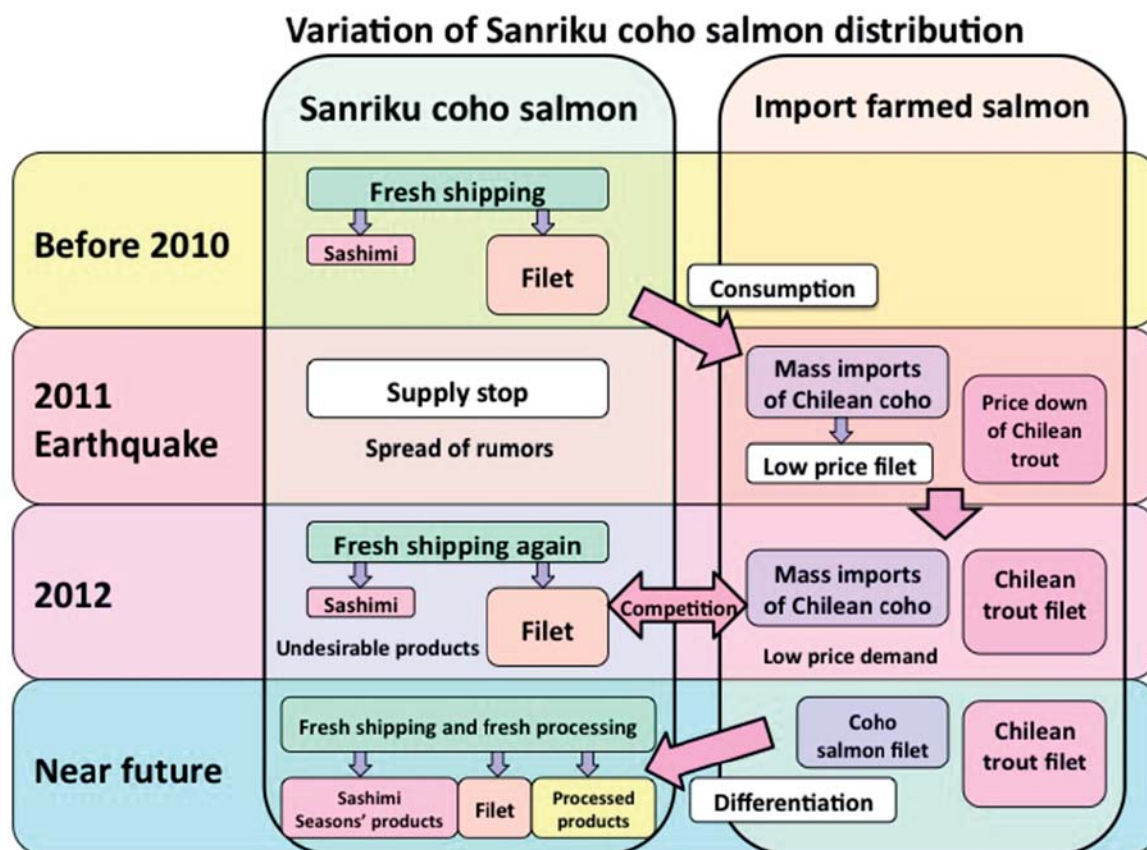 Variation of Sanriku coho salmon distribution
Sanriku coho salmon
Import farmed salmon
Before 2010
Fresh shipping
Sashimi
Filet
Consumption
2011
Earthquake
Supply stop
Spread of rumors
Mass imports
of Chilean coho
Low price filet
Price down
of Chilean
trout
2012
Fresh shipping again
Sashimi
Undesirable products
Filet
Competition
Mass imports
of Chilean coho
Low price demand
Chilean
trout filet
Near future
Fresh shipping and fresh processing
Sashimi
Seasons’ products
Filet
Processed
products
Differentiation
Coho
salmon filet
Chilean
trout filet